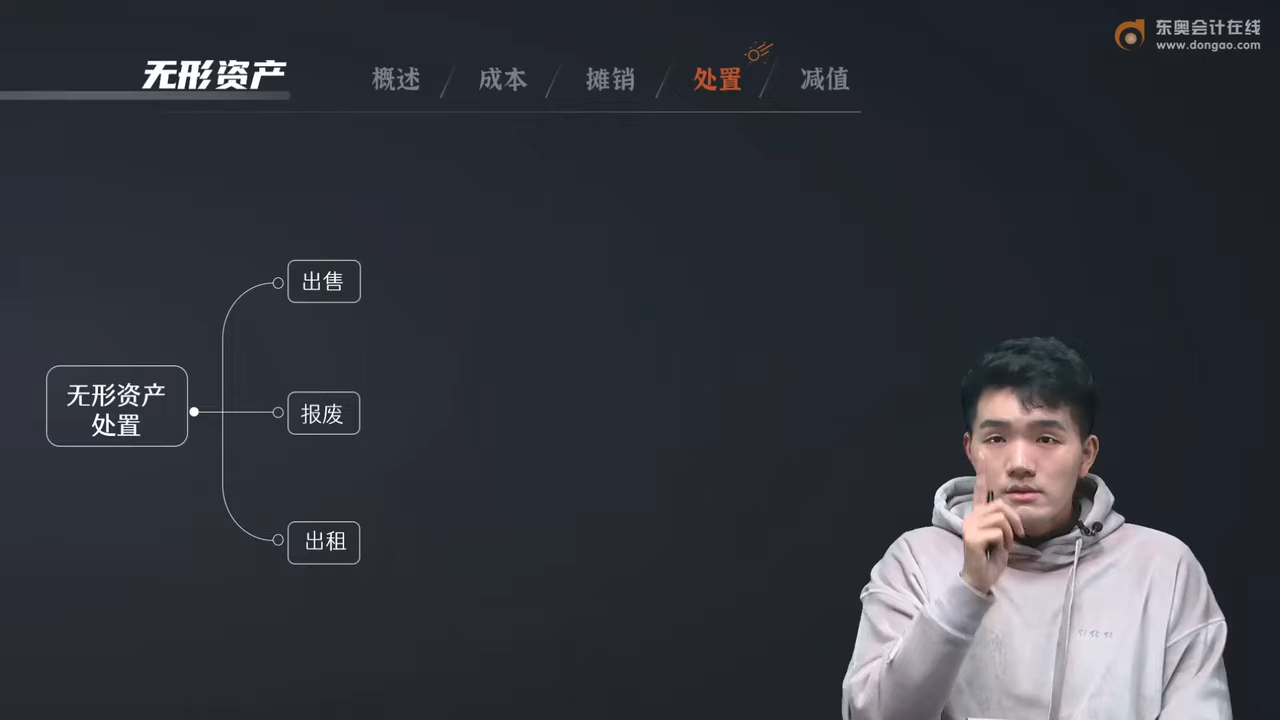 东奥会计在线
www.dongao.com
无形资产
概述 / 成本 / 摊销 / 处置 / 减值
出售
无形资产
处置
报废
出租